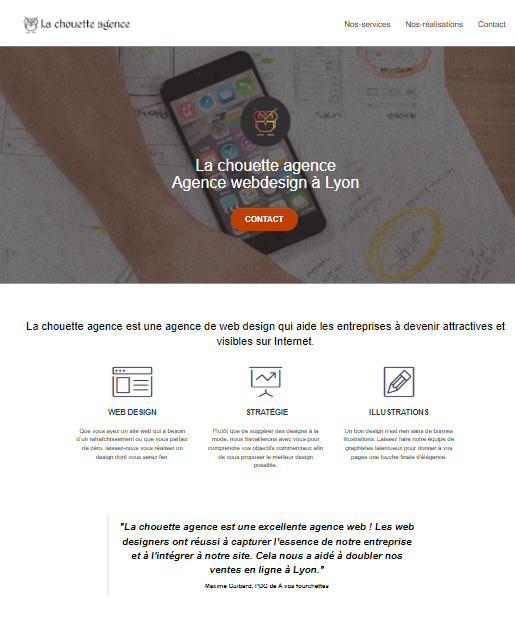 La chouette agence
Nos-services Nos-réalisations Contact
La chouette agence
Agence webdesign à Lyon
CONTACT
La chouette agence est une agence de web design qui aide les entreprises à devenir attractives et
visibles sur Internet.
WEB DESIGN
Que vous ayez un site web qui a besoin
d'un rafraîchissement ou que vous partiez
de zéro, laissez-nous vous réaliser un
design dont vous serez fier.
STRATÉGIE
Plutôt que de suggérer des designs à la
mode, nous travaillerons avec vous pour
comprendre vos objectifs commerciaux afin
de vous proposer le meilleur design
possible.
ILLUSTRATIONS
Un bon design n'est rien sans de bonnes
illustrations. Laissez faire notre équipe de
graphistes talentueux pour donner à vos
pages une touche finale d'élégance.
"La chouette agence est une excellente agence web ! Les web
designers ont réussi à capturer l'essence de notre entreprise
et à l'intégrer à notre site. Cela nous a aidé à doubler nos
ventes en ligne à Lyon."
Maxime Guibard, PDG de À vos fourchettes